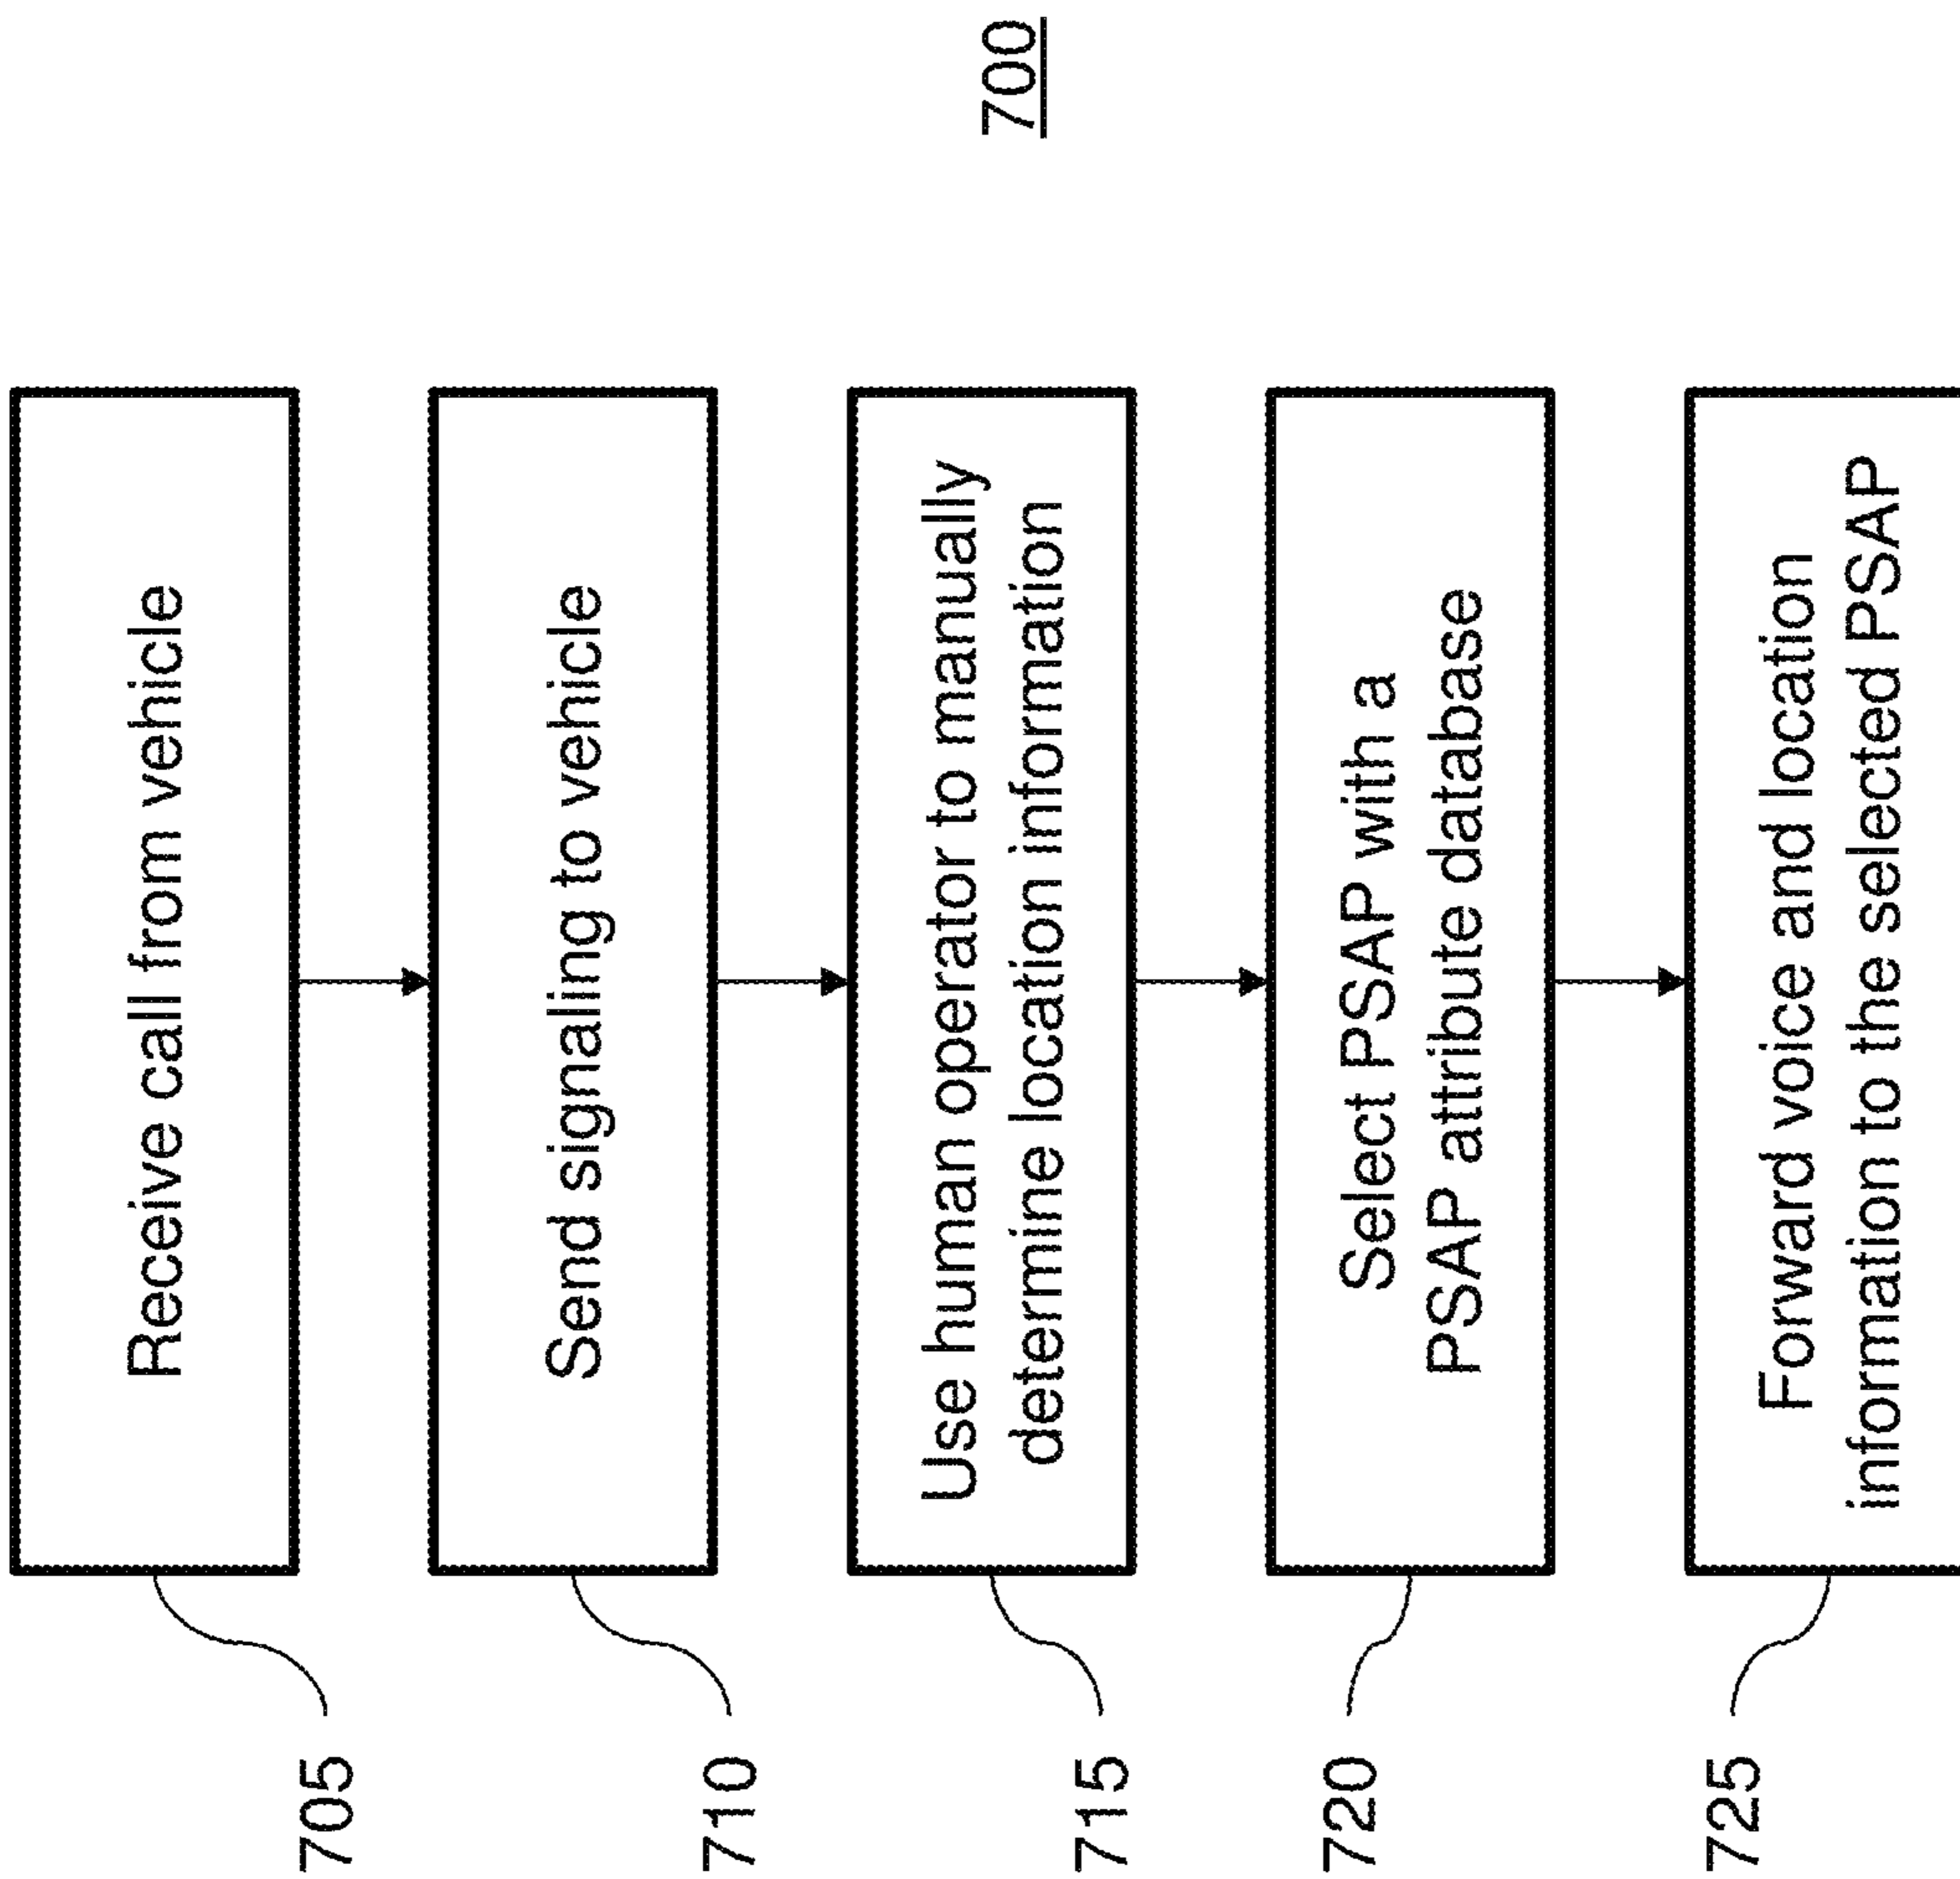 705
Receive call from vehicle
710
Send signaling to vehicle
715
Use human operator to manually
determine location information
720
Select PSAP with a
PSAP attribute database
725
Forward voice and location
information to the selected PSAP
700